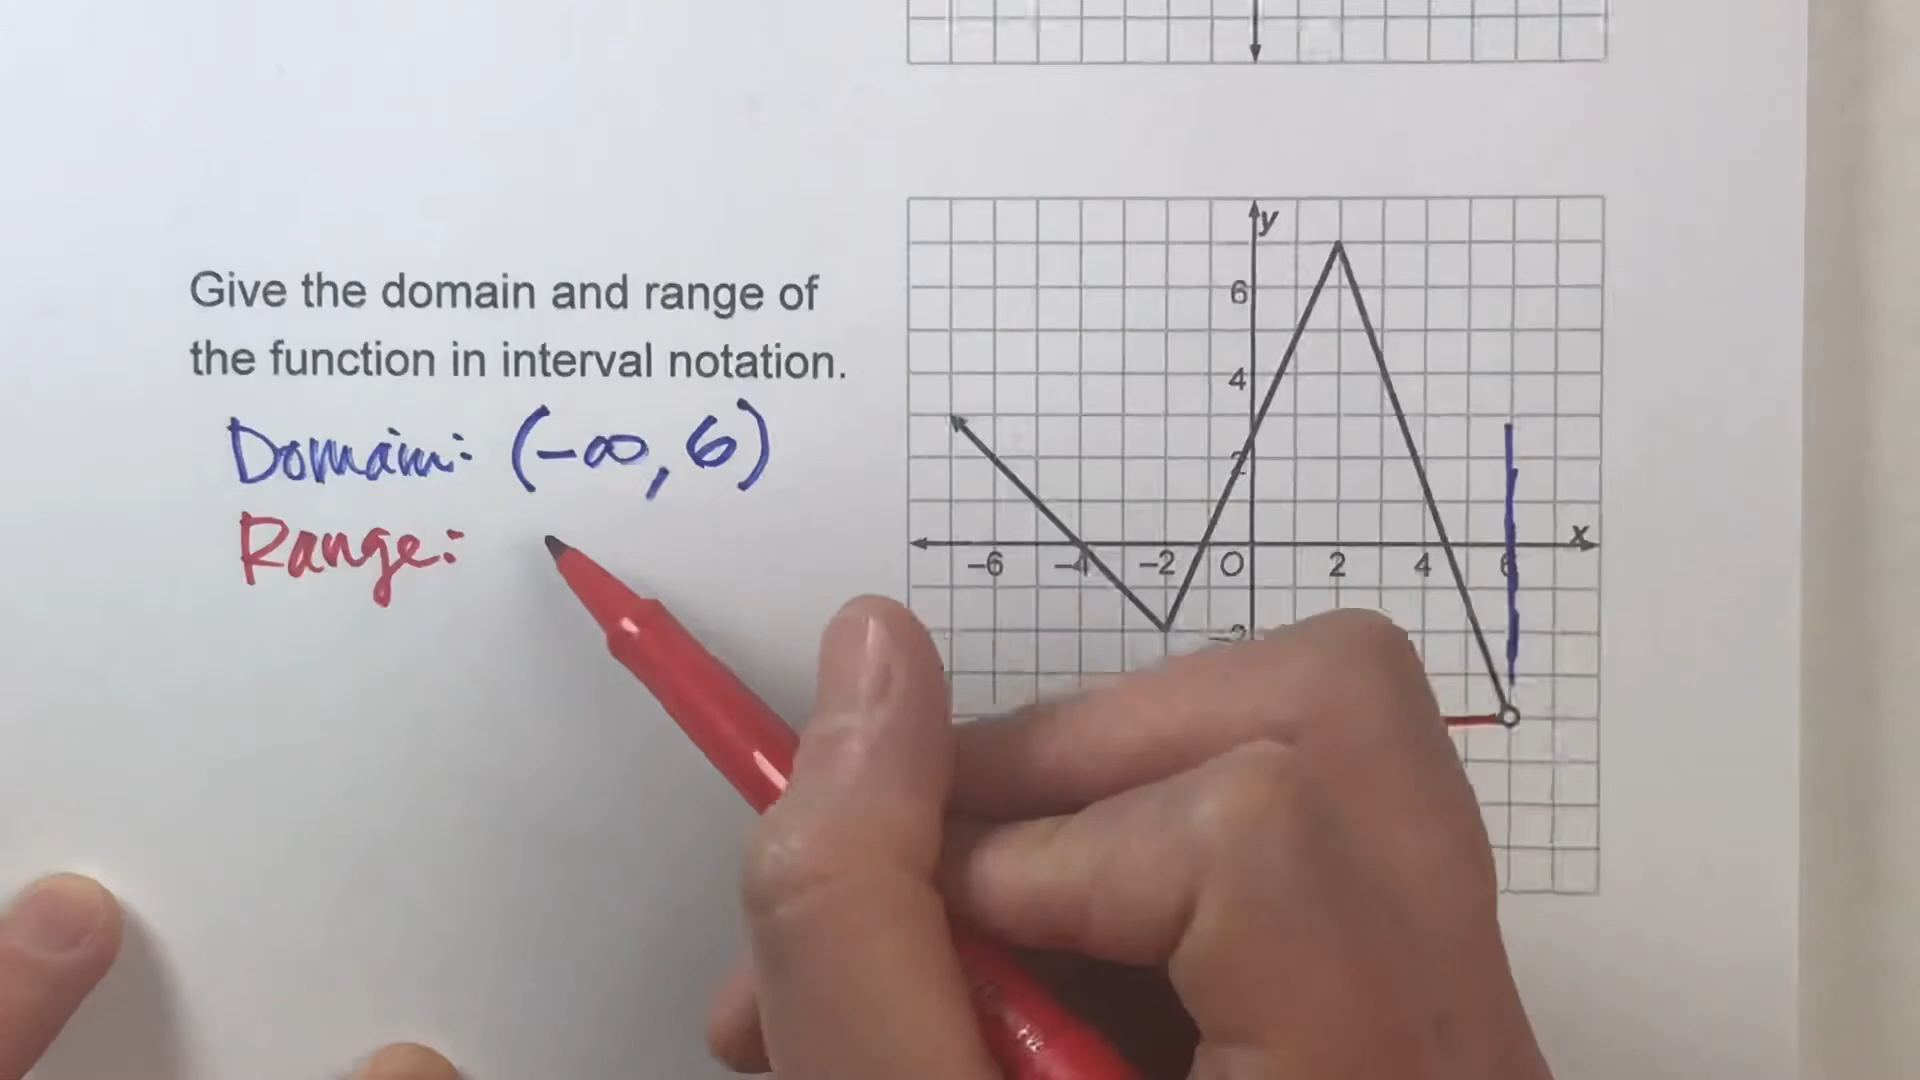 Give the domain and range of
the function in interval notation.
Domain: (-∞, 6)
Range:
y
6
4
2
x
-6 -4 -2 O 2 4 6
-2